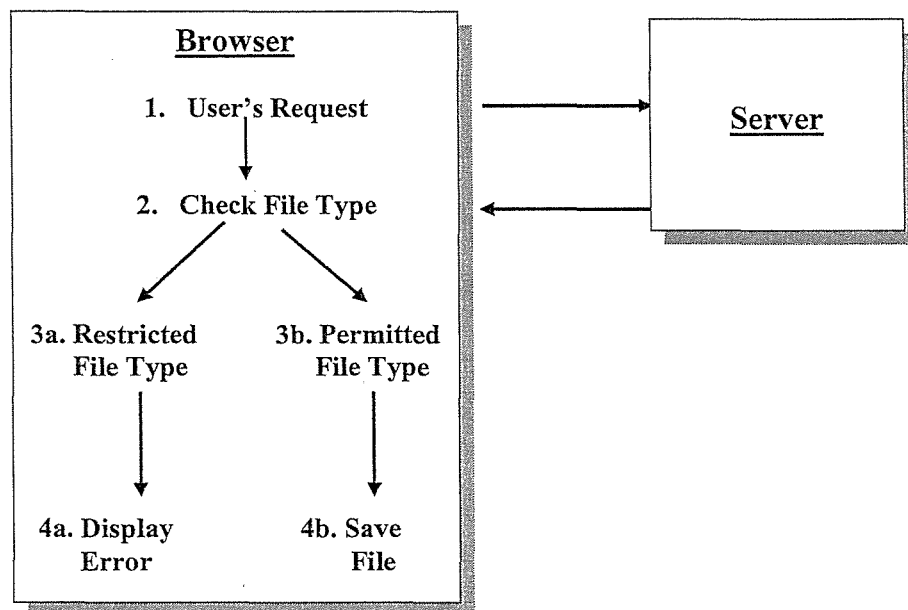 Browser
1. User's Request
2. Check File Type
3a. Restricted
File Type
3b. Permitted
File Type
4a. Display
Error
4b. Save
File
Server